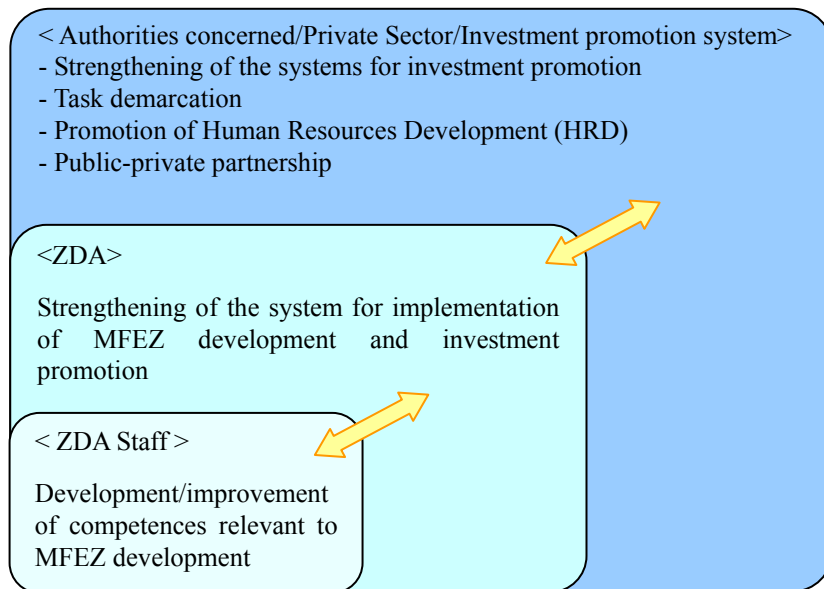 < Authorities concerned/Private Sector/Investment promotion system>
- Strengthening of the systems for investment promotion
- Task demarcation
- Promotion of Human Resources Development (HRD)
- Public-private partnership
<ZDA>
Strengthening of the system for implementation
of MFEZ development and investment
promotion
< ZDA Staff >
Development/improvement
of competences relevant to
MFEZ development